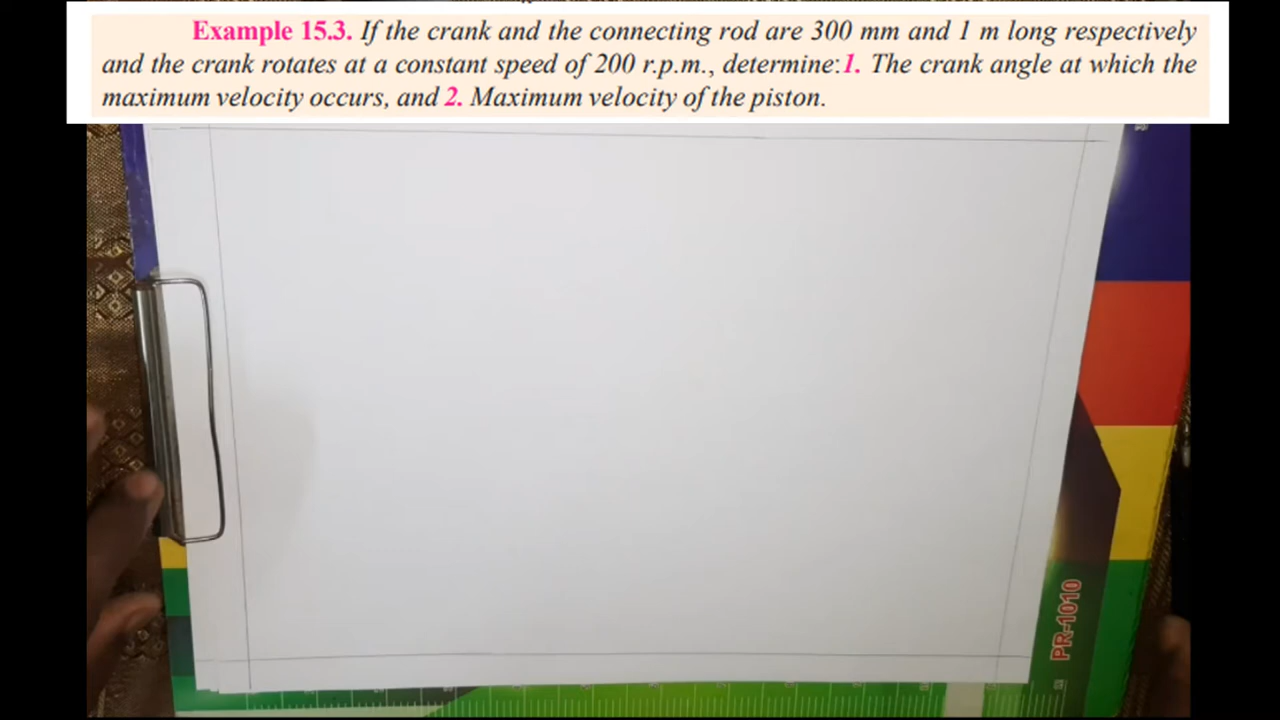 Example 15.3. If the crank and the connecting rod are 300 mm and 1 m long respectively
and the crank rotates at a constant speed of 200 r.p.m., determine:1. The crank angle at which the
maximum velocity occurs, and 2. Maximum velocity of the piston.
PR-1010